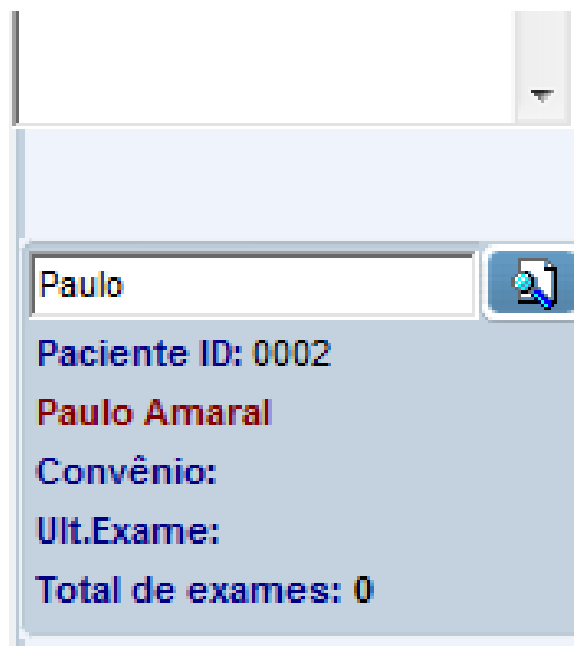 Paulo
Paciente ID: 0002
Paulo Amaral
Convênio:
Ult.Exame:
Total de exames: 0